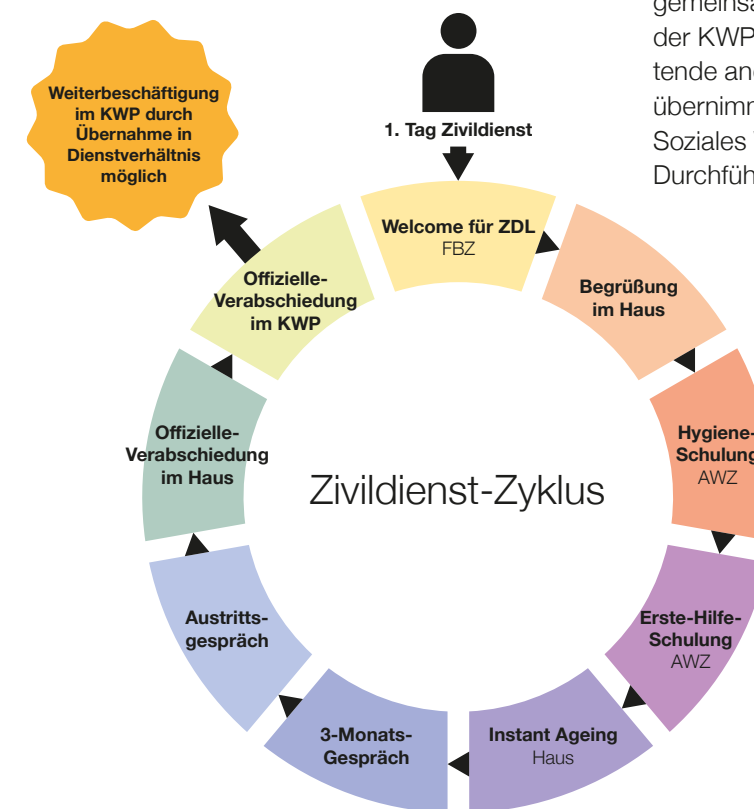 gemeinsa
der KWP
tende and
übernimm
Soziales
Durchfüh
Weiterbeschäftigung
im KWP durch
Übernahme in
Dienstverhältnis
möglich
1. Tag Zivildienst
Welcome für ZDL
FBZ
Begrüßung
im Haus
Hygiene-
Schulung
AWZ
Erste-Hilfe-
Schulung
AWZ
Instant Ageing
Haus
3-Monats-
Gespräch
Austritts-
gespräch
Offizielle-
Verabschiedung
im Haus
Offizielle-
Verabschiedung
im KWP
Zivildienst-Zyklus